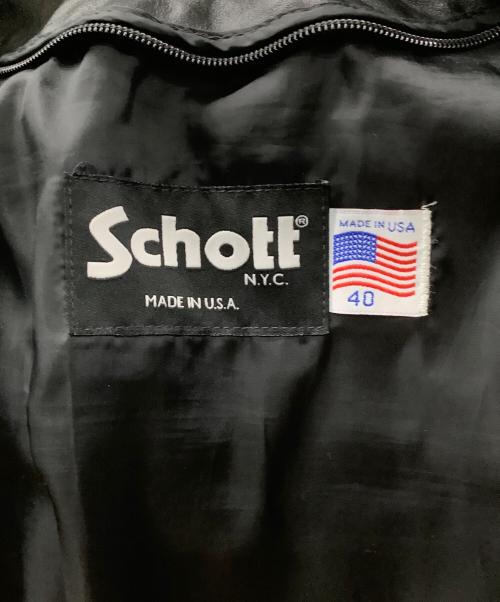 Schott®
N.Y.C.
MADE IN U.S.A.
MADE IN USA
40